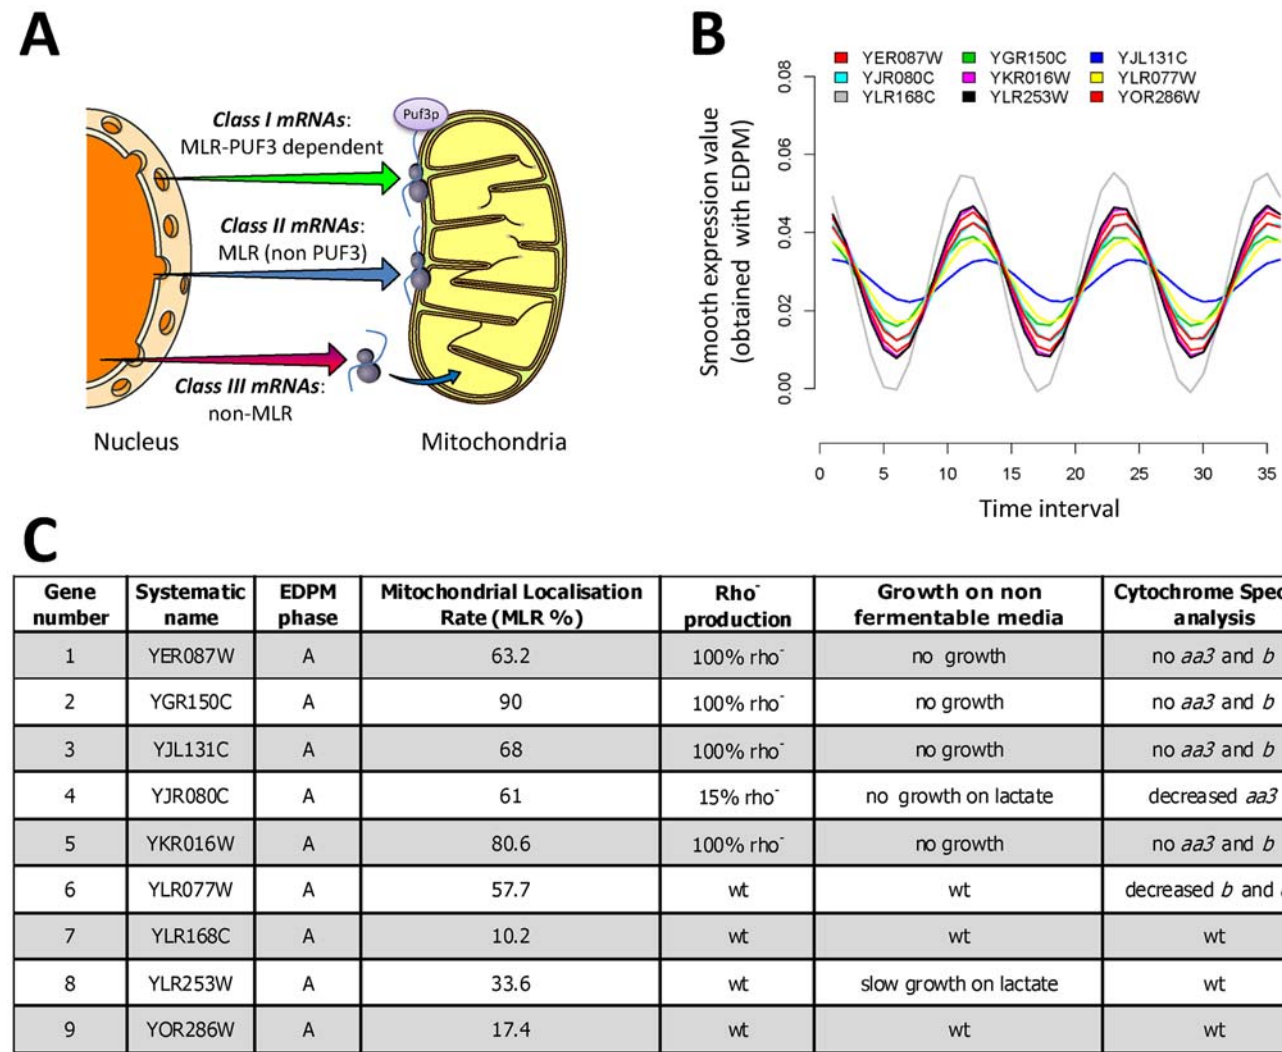 A
Class I mRNAs:
MLR-PUF3 dependent
Puf3p
Class II mRNAs:
MLR (non PUF3)
Class III mRNAs:
non-MLR
Nucleus
Mitochondria
B
YER087W YGR150C YJL131C
YJR080C YKR016W YLR077W
YLR168C YLR253W YOR286W
Smooth expression value
(obtained with EDPM)
0.08
0.06
0.04
0.02
0.00
0 5 10 15 20 25 30 35
Time interval
C
Gene number Systematic name EDPM phase Mitochondrial Localisation Rate (MLR %) Rho- production Growth on non fermentable media Cytochrome analysis
1 YER087W A 63.2 100% rho- no growth no aa3 and b
2 YGR150C A 90 100% rho- no growth no aa3 and b
3 YJL131C A 68 100% rho- no growth no aa3 and b
4 YJR080C A 61 15% rho- no growth on lactate decreased aa3
5 YKR016W A 80.6 100% rho- no growth no aa3 and b
6 YLR077W A 57.7 wt wt decreased b and
7 YLR168C A 10.2 wt wt wt
8 YLR253W A 33.6 wt slow growth on lactate wt
9 YOR286W A 17.4 wt wt wt